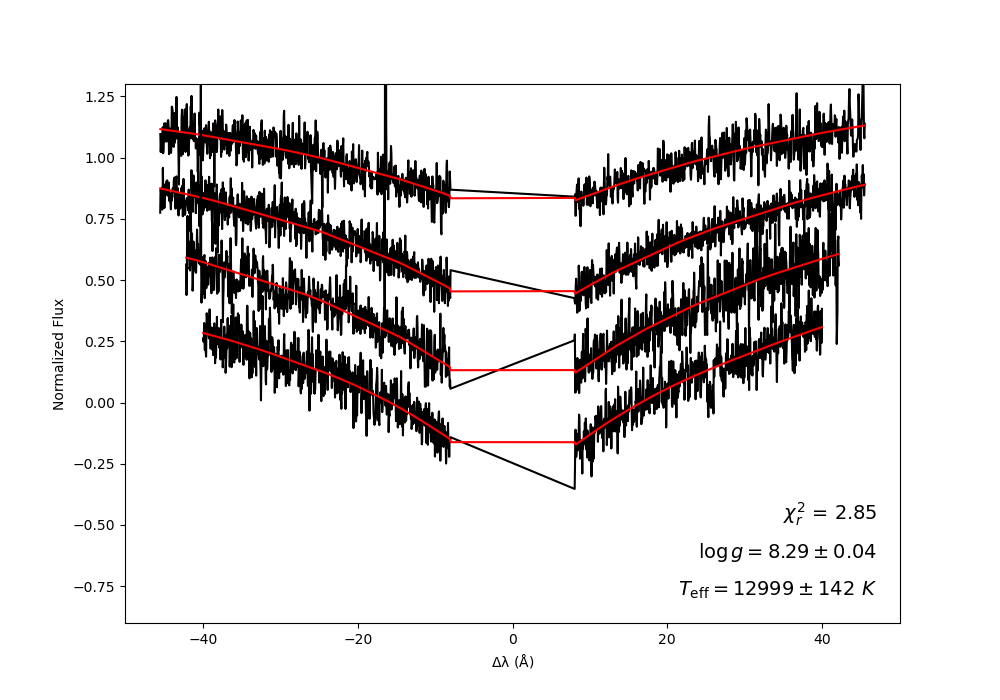 Normalized Flux
1.25
1.00
0.75
0.50
0.25
0.00
−0.25
−0.50
−0.75
χ²ᵣ = 2.85
log g = 8.29 ± 0.04
T_eff = 12999 ± 142 K
−40
−20
0
20
40
Δλ (Å)